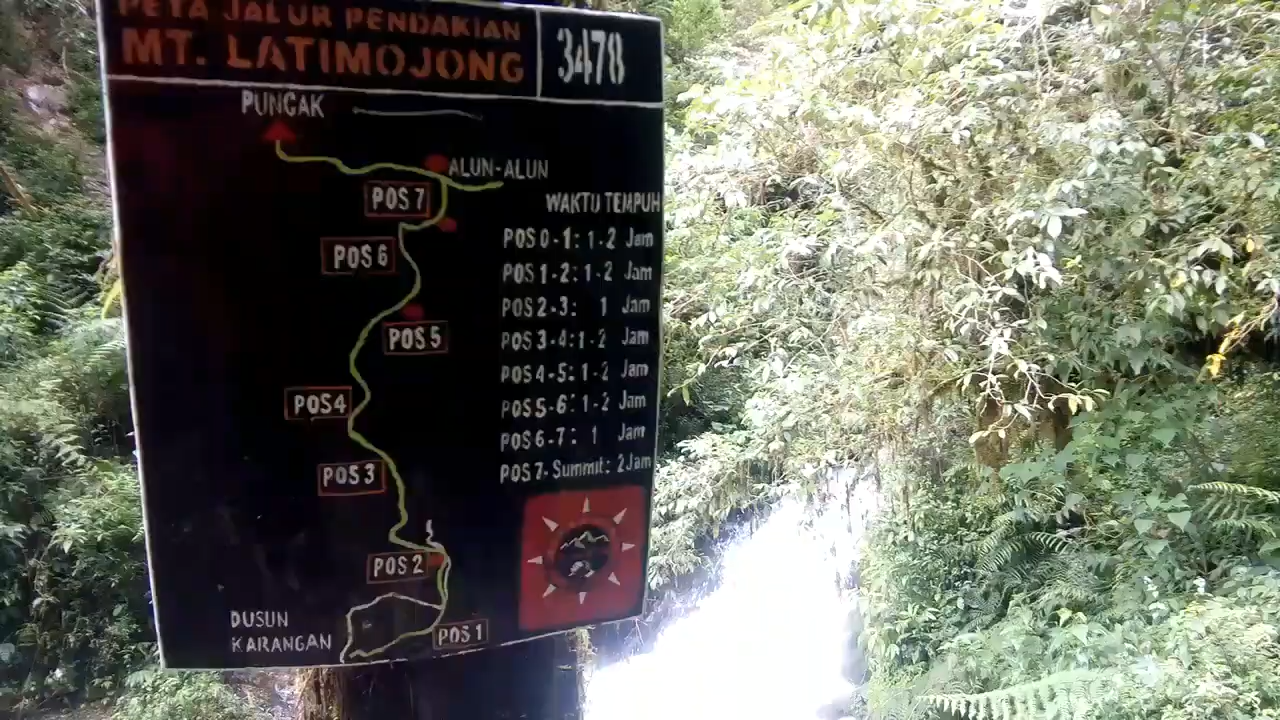 PETA JALUR PENDAKIAN
MT. LATIMOJONG
3478
PUNCAK
ALUN-ALUN
POS 7
POS 6
POS 5
POS 4
POS 3
POS 2
POS 1
DUSUN
KARANGAN
WAKTU TEMPUH
POS 0-1: 1-2 Jam
POS 1-2: 1-2 Jam
POS 2-3: 1 Jam
POS 3-4: 1-2 Jam
POS 4-5: 1-2 Jam
POS 5-6: 1-2 Jam
POS 6-7: 1 Jam
POS 7-Summit: 2 Jam